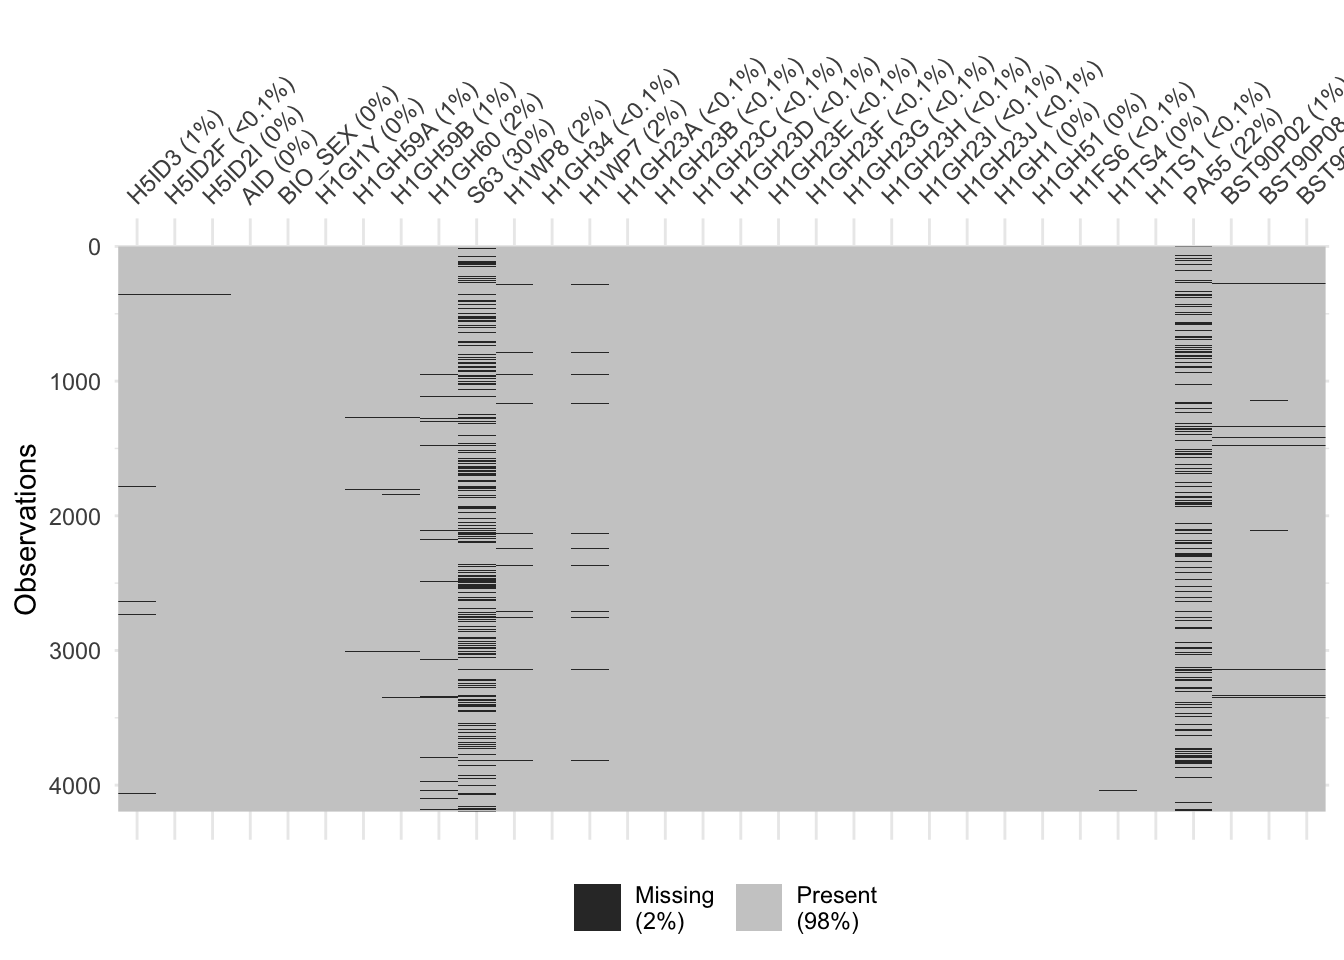 H5ID3 (1%)
H5ID2F (<0.1%)
H5ID2I (0%)
AID (0%)
BIO_SEX (0%)
H1GI1Y (0%)
H1GH59A (1%)
H1GH59B (1%)
H1GH60 (2%)
S63 (30%)
H1WP8 (2%)
H1GH34 (<0.1%)
H1WP7 (2%)
H1GH23A (<0.1%)
H1GH23B (<0.1%)
H1GH23C (<0.1%)
H1GH23D (<0.1%)
H1GH23E (<0.1%)
H1GH23F (<0.1%)
H1GH23G (<0.1%)
H1GH23H (<0.1%)
H1GH23I (<0.1%)
H1GH23J (<0.1%)
H1GH1 (0%)
H1GH51 (0%)
H1FS6 (<0.1%)
H1TS4 (0%)
H1TS1 (<0.1%)
PA55 (22%)
BST90P02 (1%)
BST90P08
BST9
0
1000
2000
3000
4000
Observations
Missing
(2%)
Present
(98%)